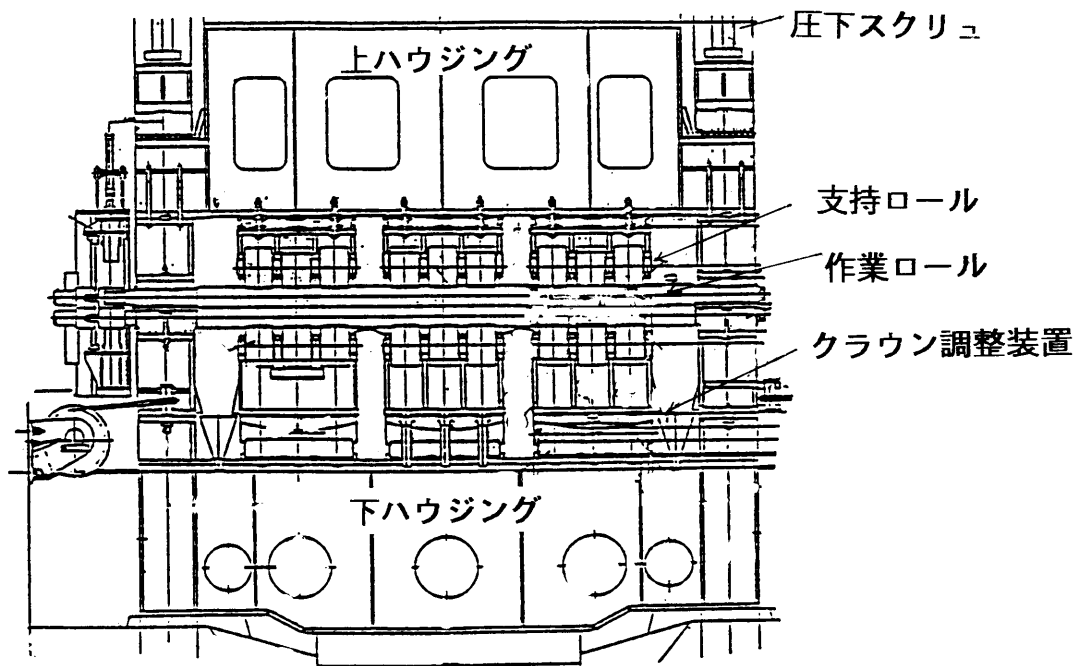 圧下スクリュ
上ハウジング
支持ロール
作業ロール
クラウン調整装置
下ハウジング